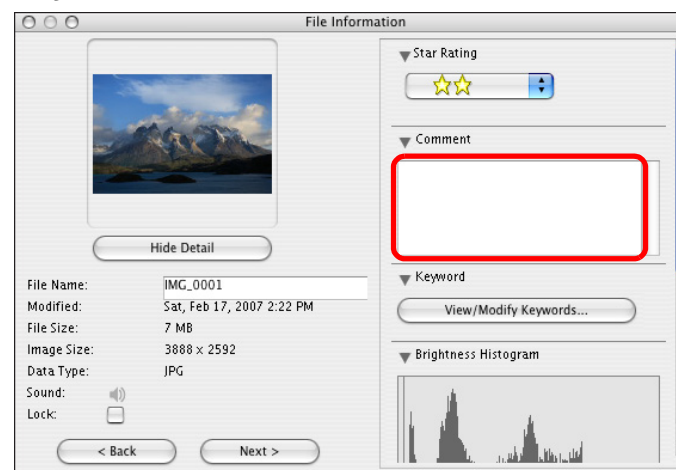 File Information
Hide Detail
File Name: IMG_0001
Modified: Sat, Feb 17, 2007 2:22 PM
File Size: 7 MB
Image Size: 3888 x 2592
Data Type: JPG
Sound:
Lock:
< Back Next >
Star Rating
Comment
Keyword
View/Modify Keywords...
Brightness Histogram